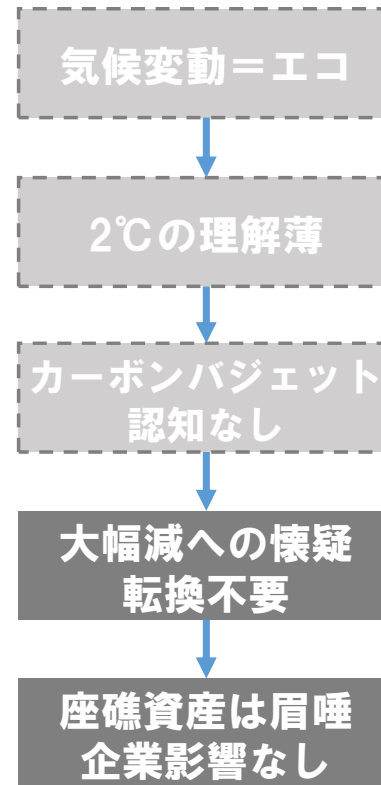 気候変動＝エコ
2℃の理解薄
カーボンバジェット
認知なし
大幅減への懐疑
転換不要
座礁資産は眉唾
企業影響なし